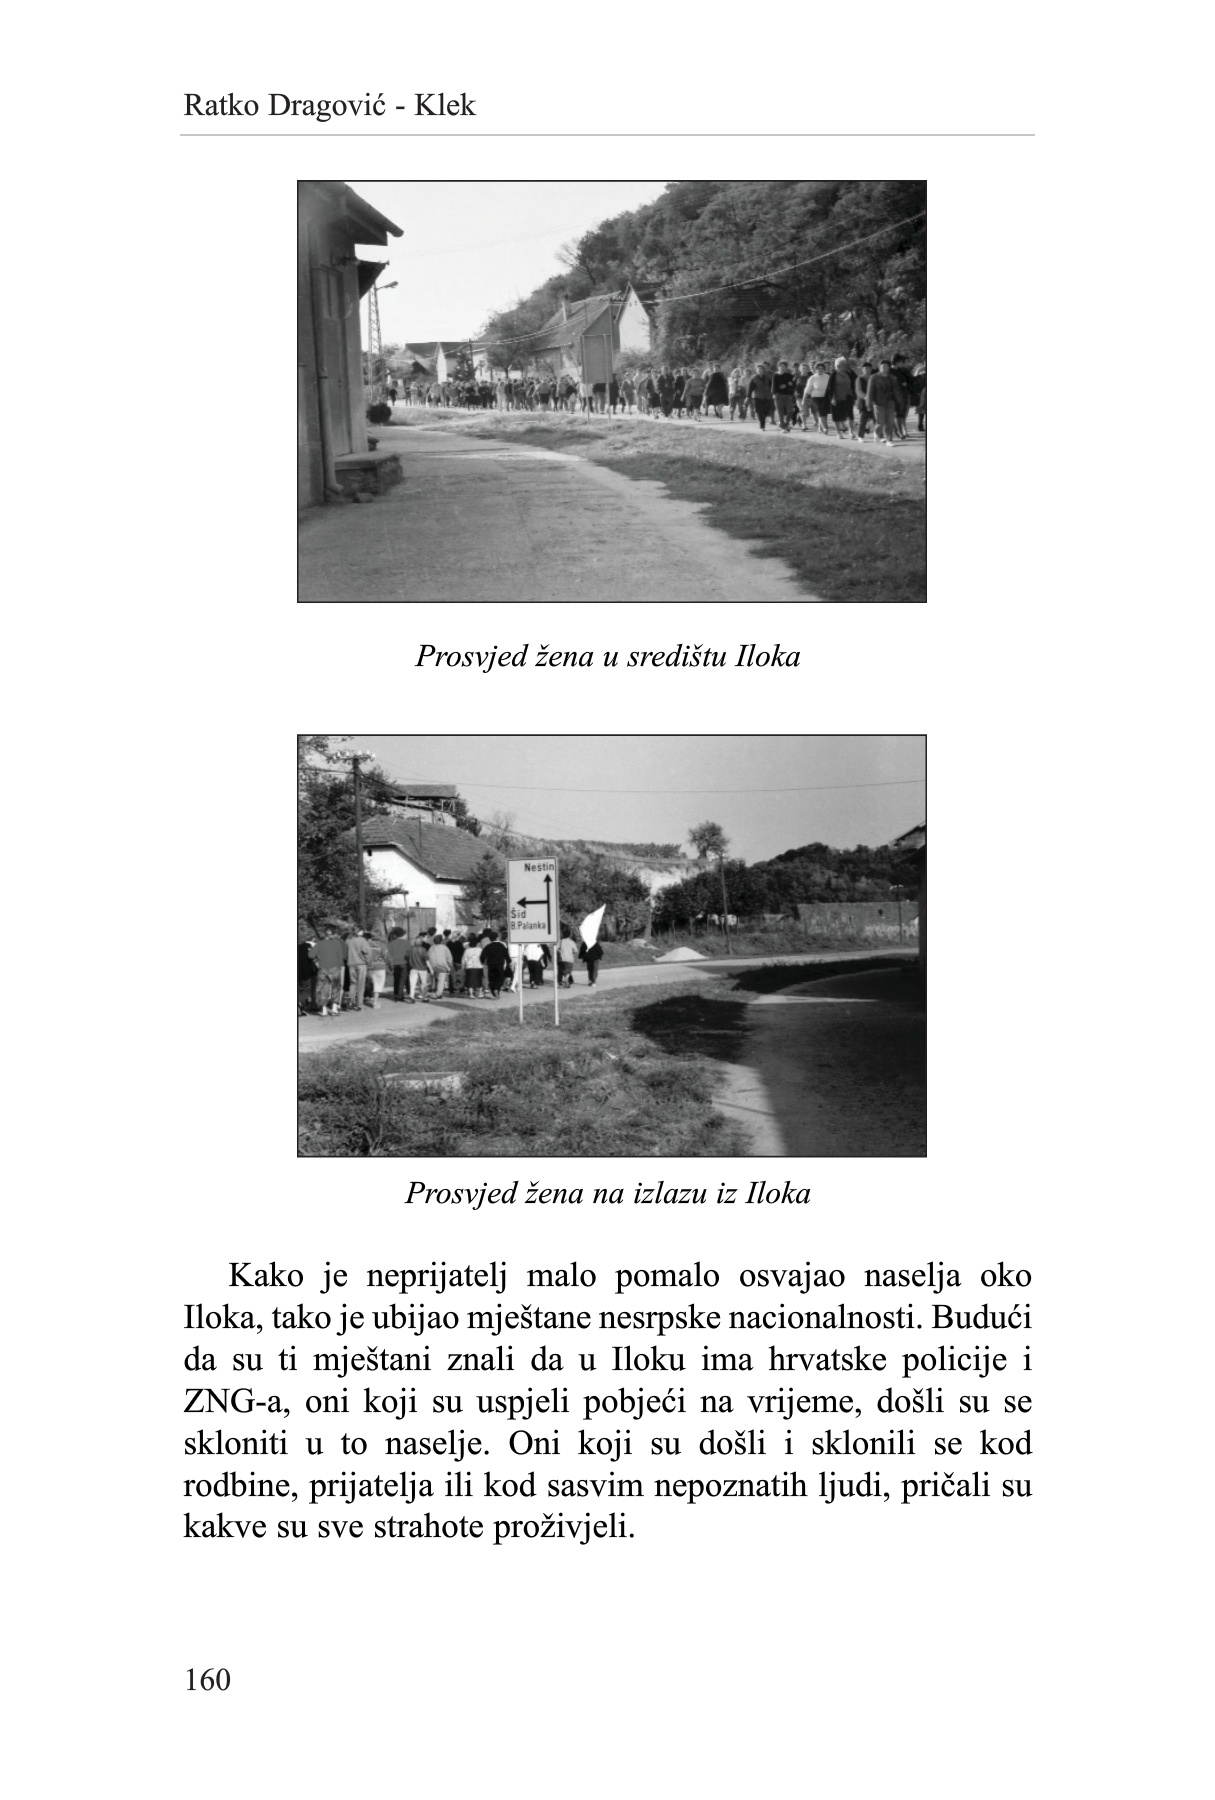 Ratko Dragović - Klek
Prosvjed žena u središtu Iloka
Neštin
Šid
B.Palanka
Prosvjed žena na izlazu iz Iloka
Kako je neprijatelj malo pomalo osvajao naselja oko
Iloka, tako je ubijao mještane nesrpske nacionalnosti. Budući
da su ti mještani znali da u Iloku ima hrvatske policije i
ZNG-a, oni koji su uspjeli pobjeći na vrijeme, došli su se
skloniti u to naselje. Oni koji su došli i sklonili se kod
rodbine, prijatelja ili kod sasvim nepoznatih ljudi, pričali su
kakve su sve strahote proživjeli.
160